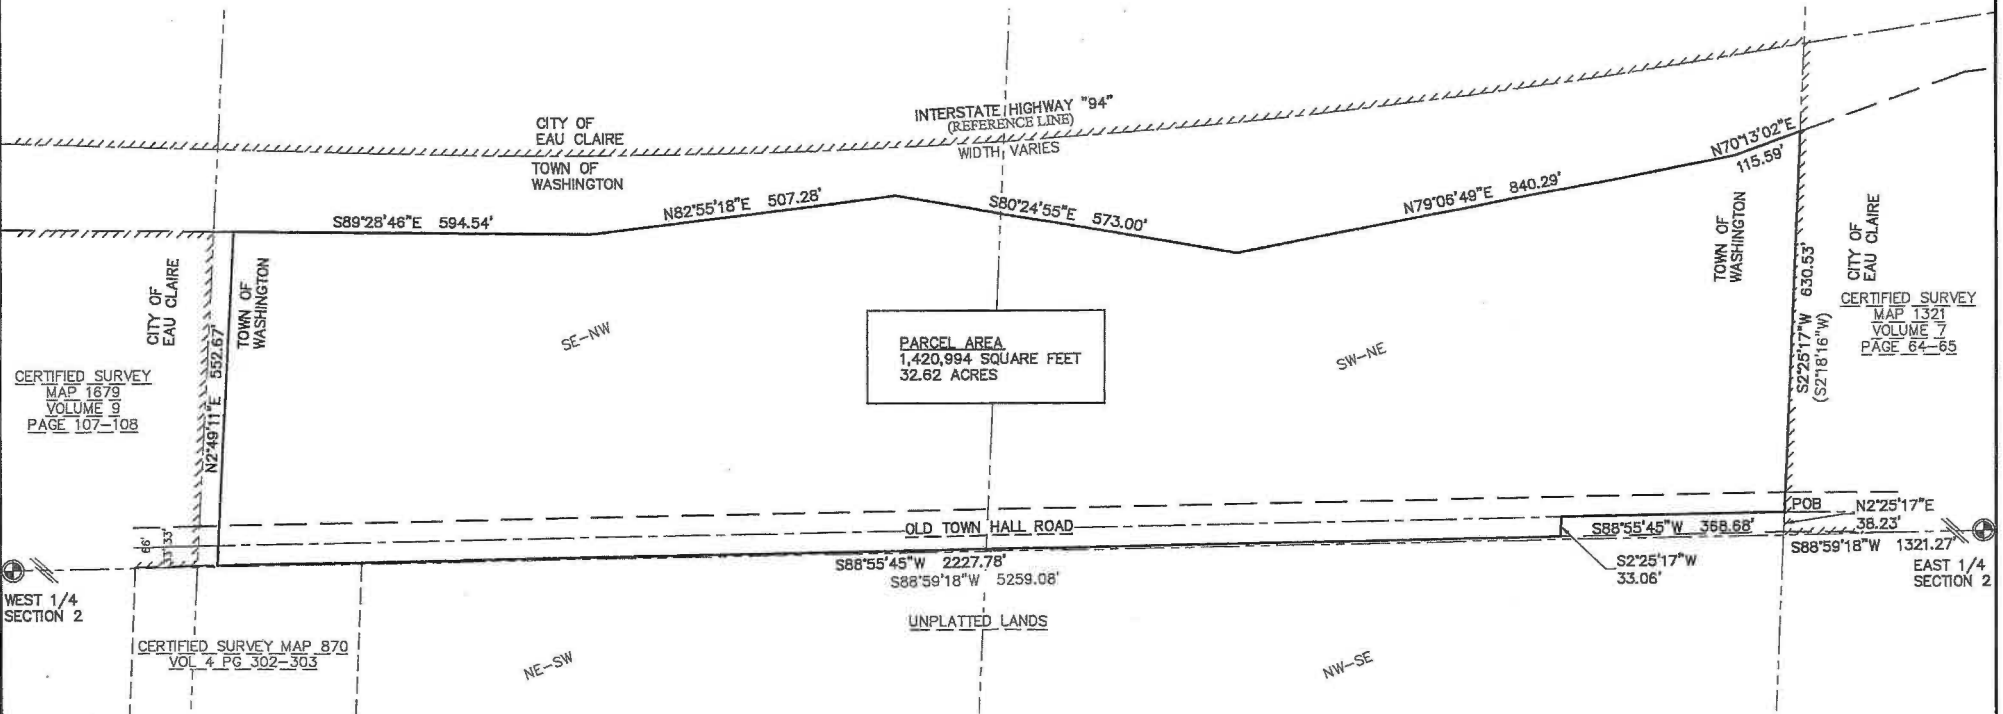 INTERSTATE HIGHWAY "94"
(REFERENCE LINE)
WIDTH VARIES
CITY OF
EAU CLAIRE
TOWN OF
WASHINGTON
N70°13'02"E
115.59'
S89°28'46"E 594.54'
N82°55'18"E 507.28'
S80°24'55"E 573.00'
N79°06'49"E 840.29'
CITY OF
EAU CLAIRE
TOWN OF
WASHINGTON
N2°49'11"E 552.67'
CERTIFIED SURVEY
MAP 1679
VOLUME 9
PAGE 107-108
SE-NW
PARCEL AREA
1,420,994 SQUARE FEET
32.62 ACRES
SW-NE
TOWN OF
WASHINGTON
CITY OF
EAU CLAIRE
S2°25'17"W 630.53'
(S2°18'16"W)
CERTIFIED SURVEY
MAP 1321
VOLUME 7
PAGE 64-65
66'
33' 33'
OLD TOWN HALL ROAD
POB
N2°25'17"E
38.23'
S88°55'45"W 368.68'
S88°59'18"W 1321.27'
S2°25'17"W
33.06'
EAST 1/4
SECTION 2
S88°55'45"W 2227.78'
S88°59'18"W 5259.08'
WEST 1/4
SECTION 2
UNPLATTED LANDS
CERTIFIED SURVEY MAP 870
VOL 4 PG 302-303
NE-SW
NW-SE